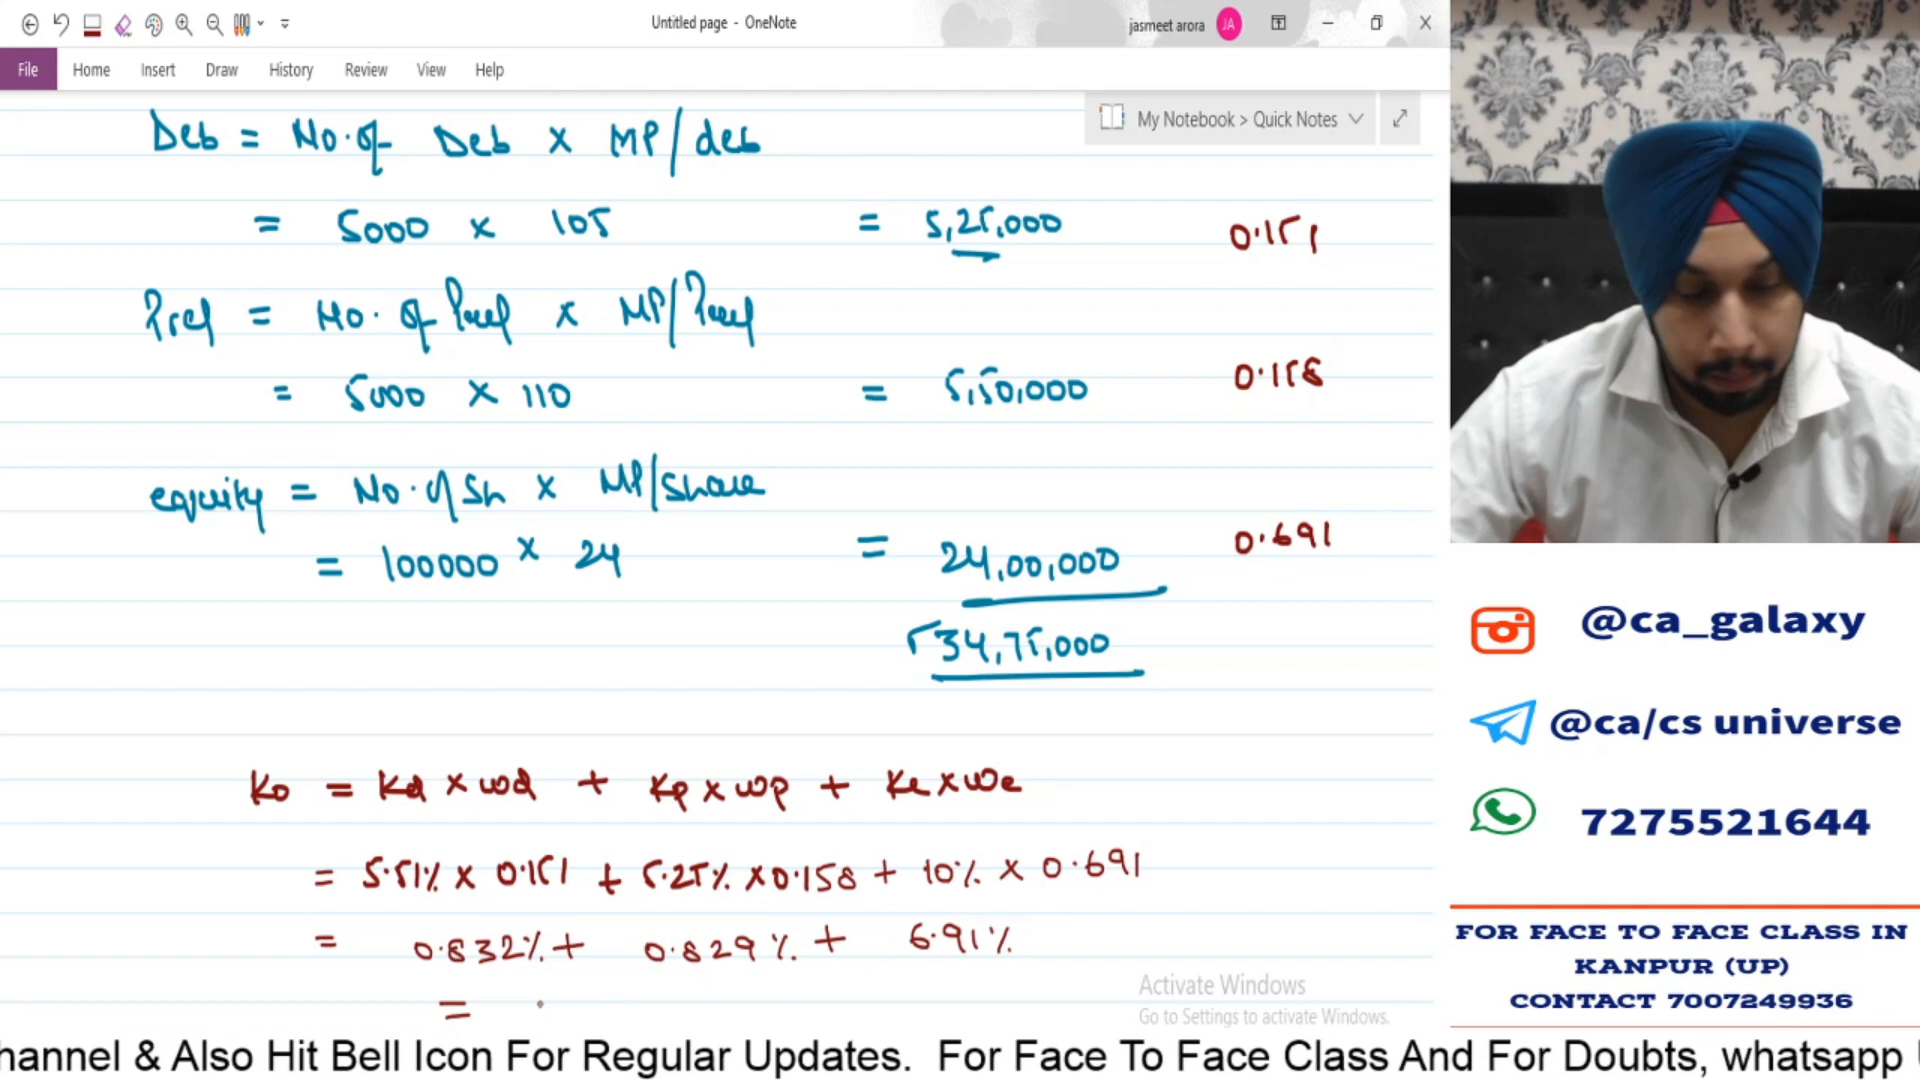 Untitled page - OneNote
jasmeet arora JA
File Home Insert Draw History Review View Help
My Notebook > Quick Notes
Deb = No. of Deb x MP/deb
= 5000 x 105 = 5,25,000 0.151
Pref = No. of Pref x MP/Pref
= 5000 x 110 = 5,50,000 0.158
equity = No. of Sh x MP/Share
= 100000 x 24 = 24,00,000 0.691
34,75,000
Ko = Kd x wd + Kp x wp + Ke x we
= 5.51% x 0.151 + 5.25% x 0.158 + 10% x 0.691
= 0.832% + 0.829% + 6.91%
=
Activate Windows
Go to Settings to activate Windows.
@ca_galaxy
@ca/cs universe
7275521644
FOR FACE TO FACE CLASS IN
KANPUR (UP)
CONTACT 7007249936
hannel & Also Hit Bell Icon For Regular Updates. For Face To Face Class And For Doubts, whatsapp